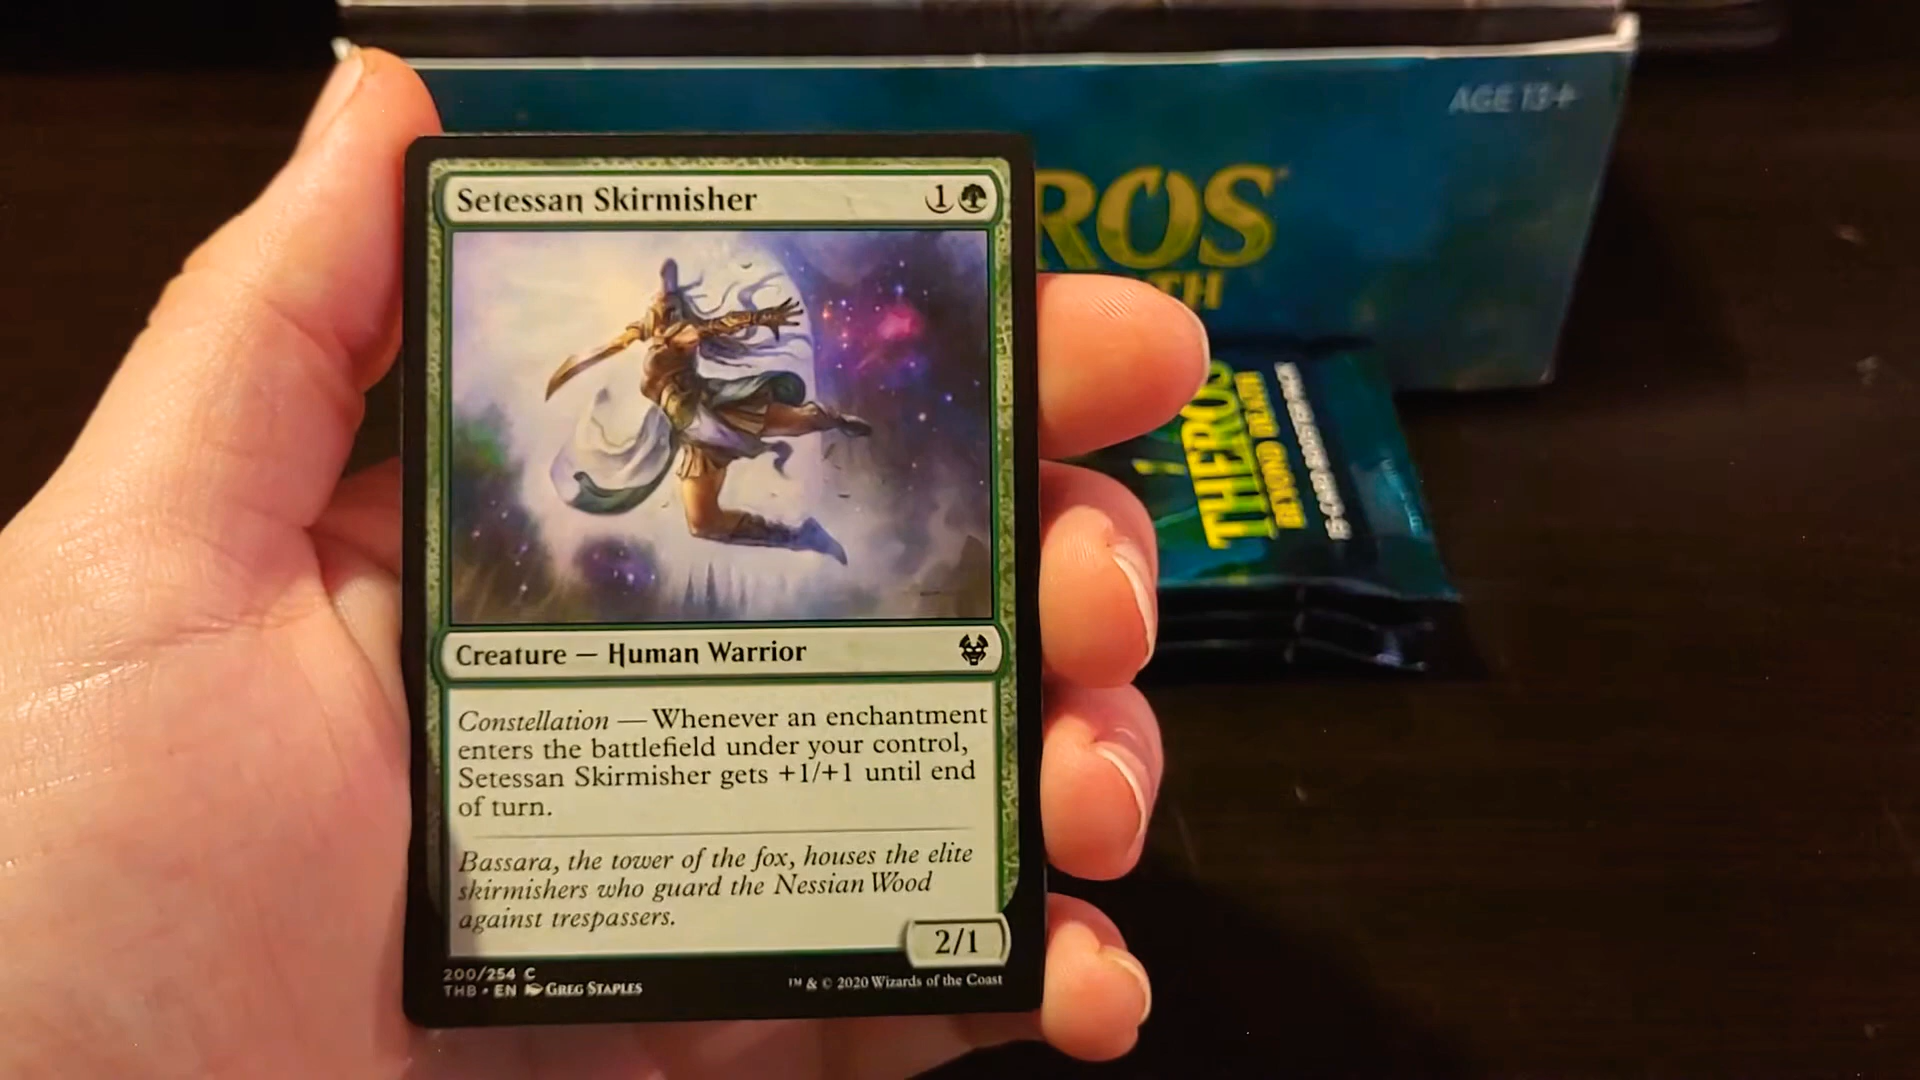 AGE 13+
Setessan Skirmisher 1
ROS
TH
THEROS
BEYOND DEATH
Creature — Human Warrior
Constellation — Whenever an enchantment
enters the battlefield under your control,
Setessan Skirmisher gets +1/+1 until end
of turn.
Bassara, the tower of the fox, houses the elite
skirmishers who guard the Nessian Wood
against trespassers.
2/1
200/254 C
THB • EN GREG STAPLES
™ & © 2020 Wizards of the Coast